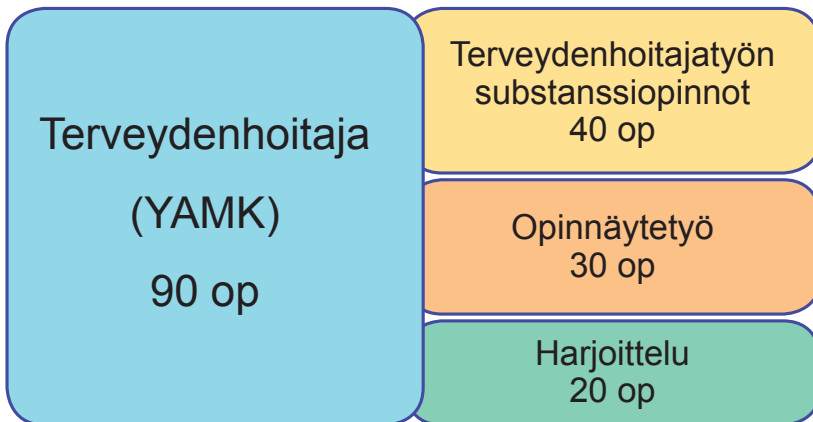 Terveydenhoitaja
(YAMK)
90 op
Terveydenhoitajatyön
substanssiopinnot
40 op
Opinnäytetyö
30 op
Harjoittelu
20 op